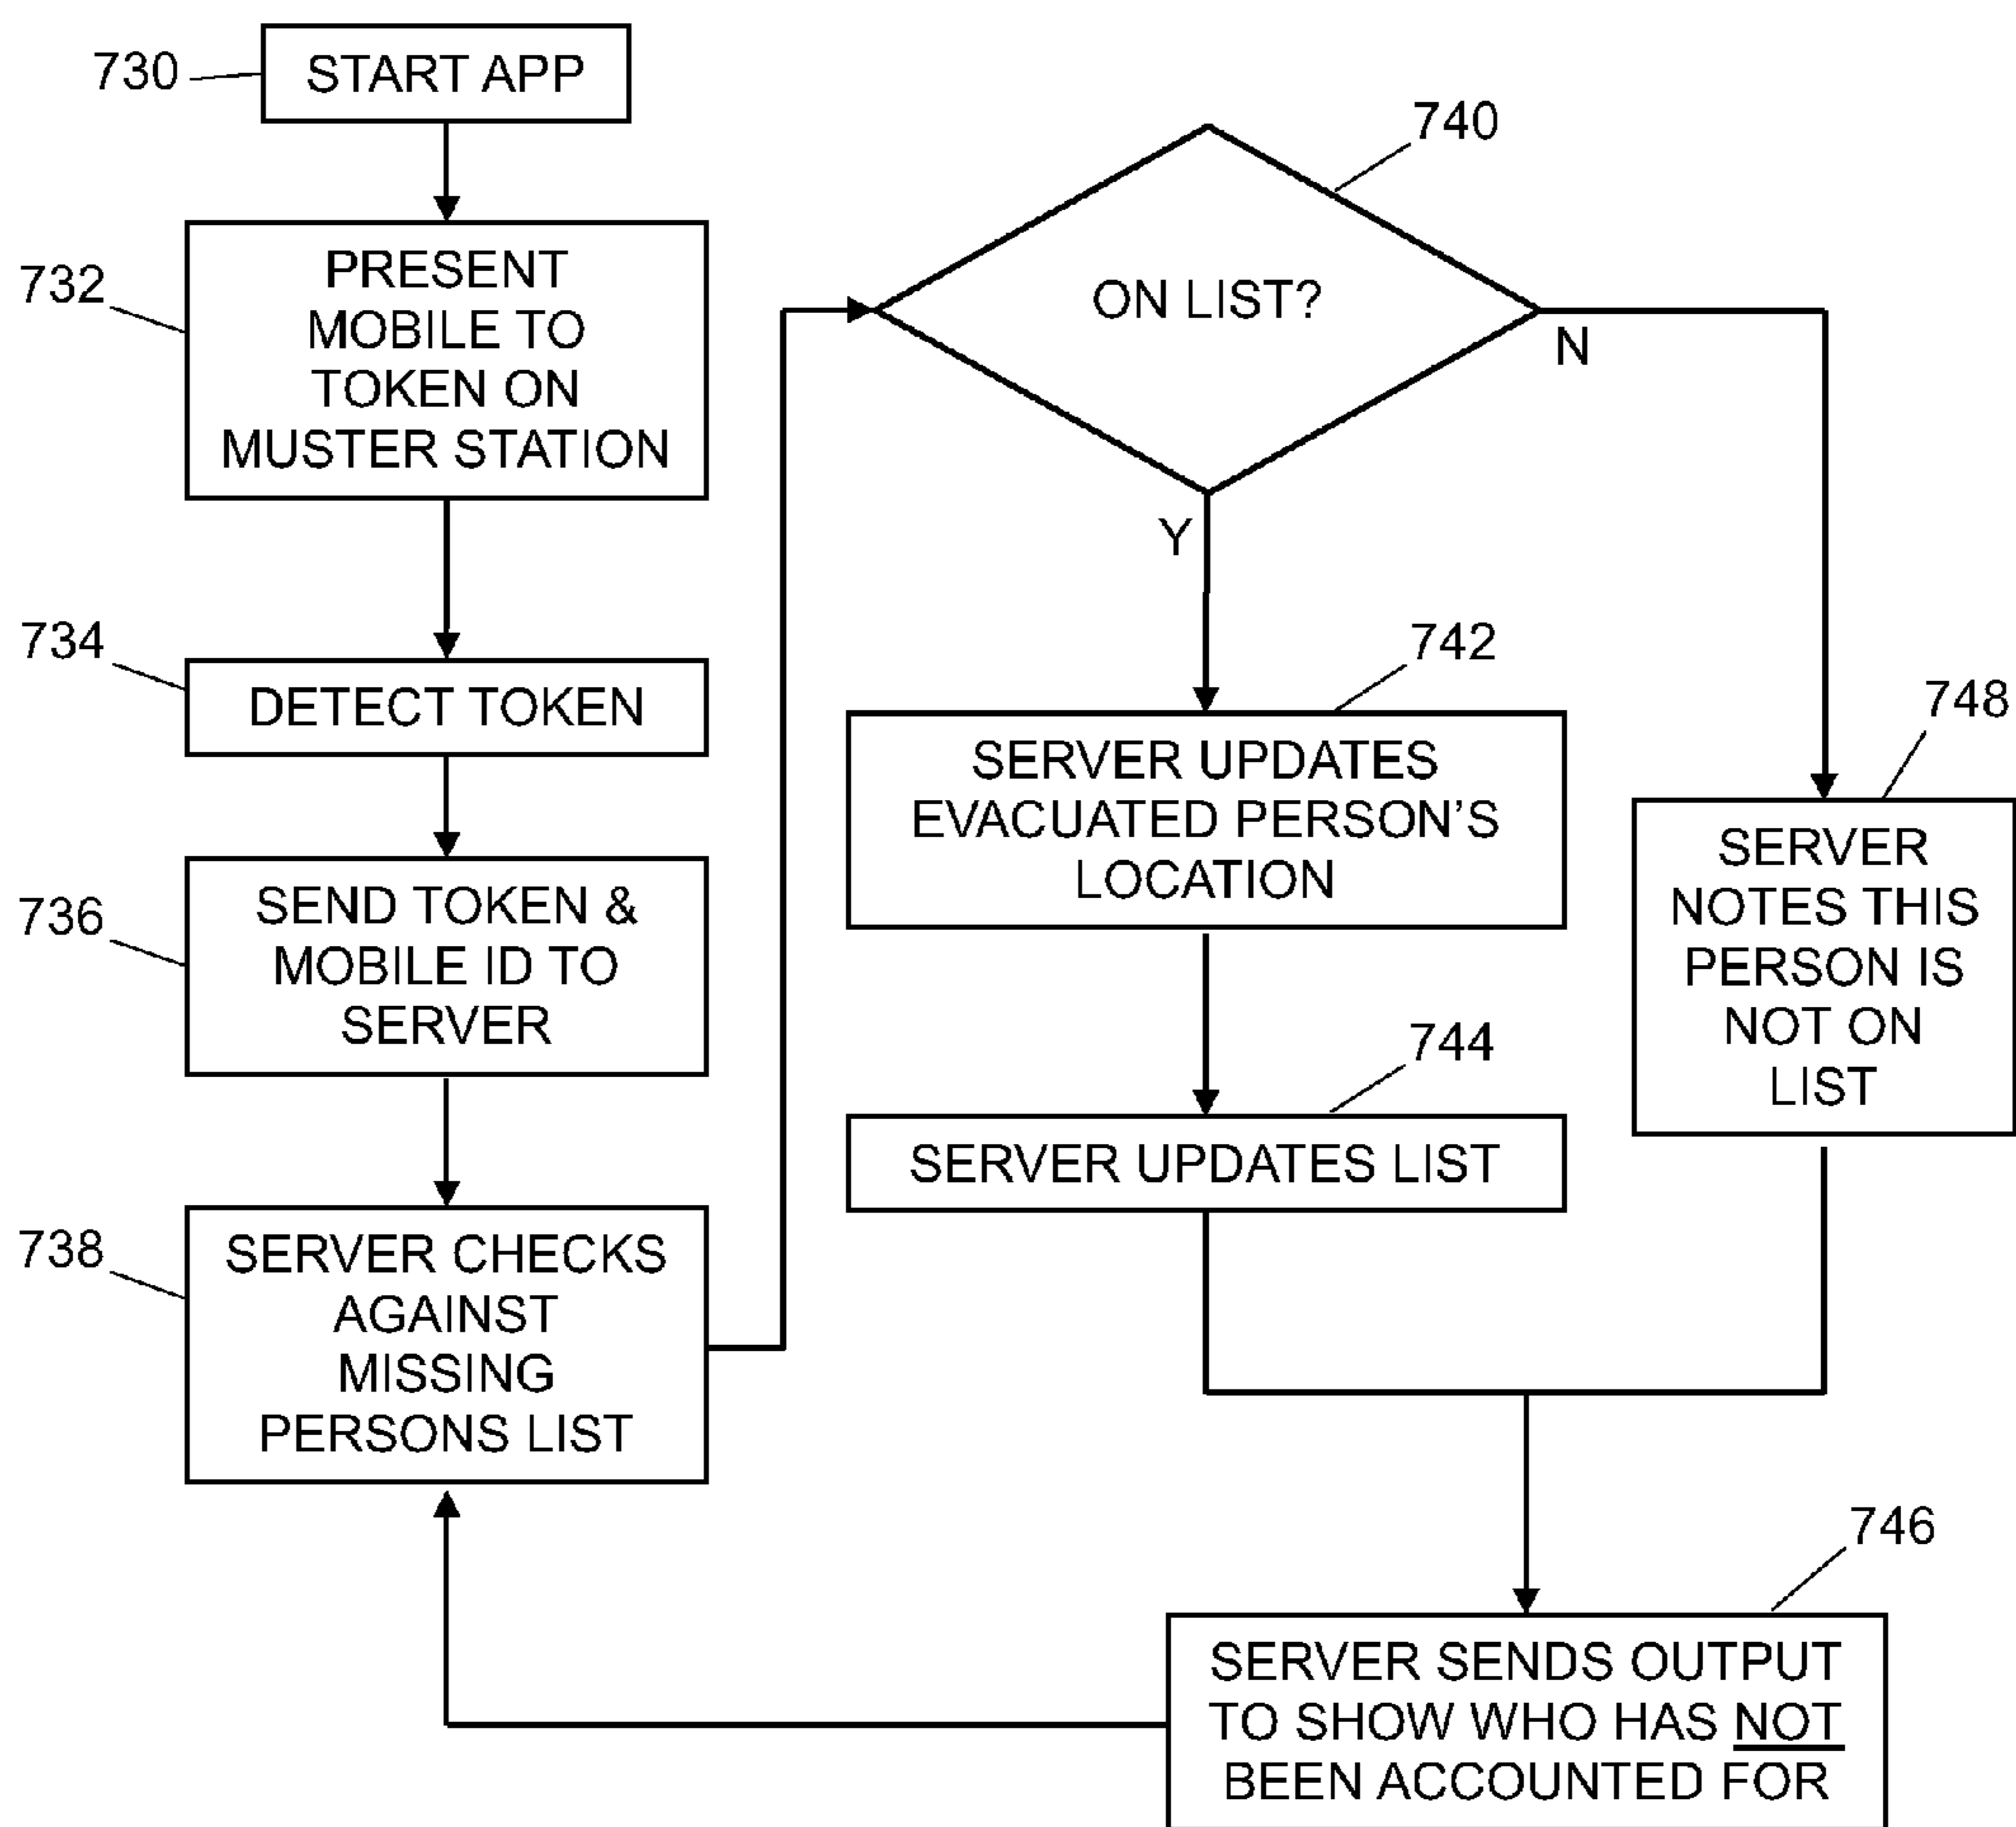 730
START APP
732
PRESENT
MOBILE TO
TOKEN ON
MUSTER STATION
734
DETECT TOKEN
736
SEND TOKEN &
MOBILE ID TO
SERVER
738
SERVER CHECKS
AGAINST
MISSING
PERSONS LIST
740
ON LIST?
Y
N
742
SERVER UPDATES
EVACUATED PERSON'S
LOCATION
744
SERVER UPDATES LIST
748
SERVER
NOTES THIS
PERSON IS
NOT ON
LIST
746
SERVER SENDS OUTPUT
TO SHOW WHO HAS NOT
BEEN ACCOUNTED FOR